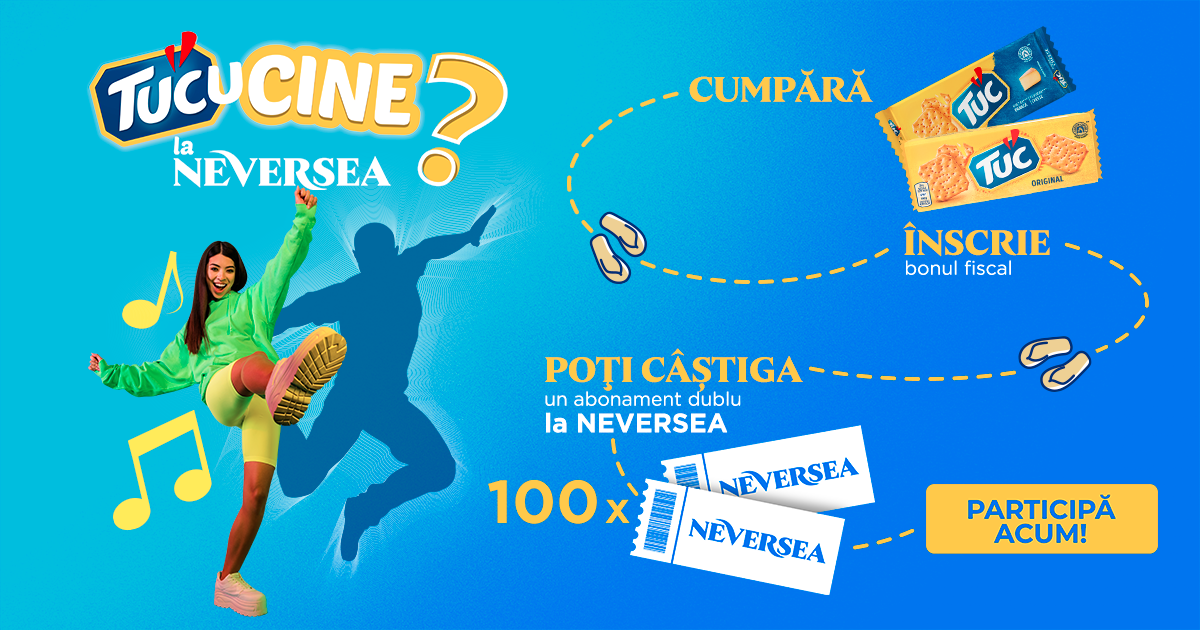 TUCUCINE?
la
NEVERSEA
CUMPĂRĂ
TUC
TUC
ORIGINAL
ÎNSCRIE
bonul fiscal
POŢI CÂȘTIGA
un abonament dublu
la NEVERSEA
100 x
NEVERSEA
NEVERSEA
PARTICIPĂ
ACUM!